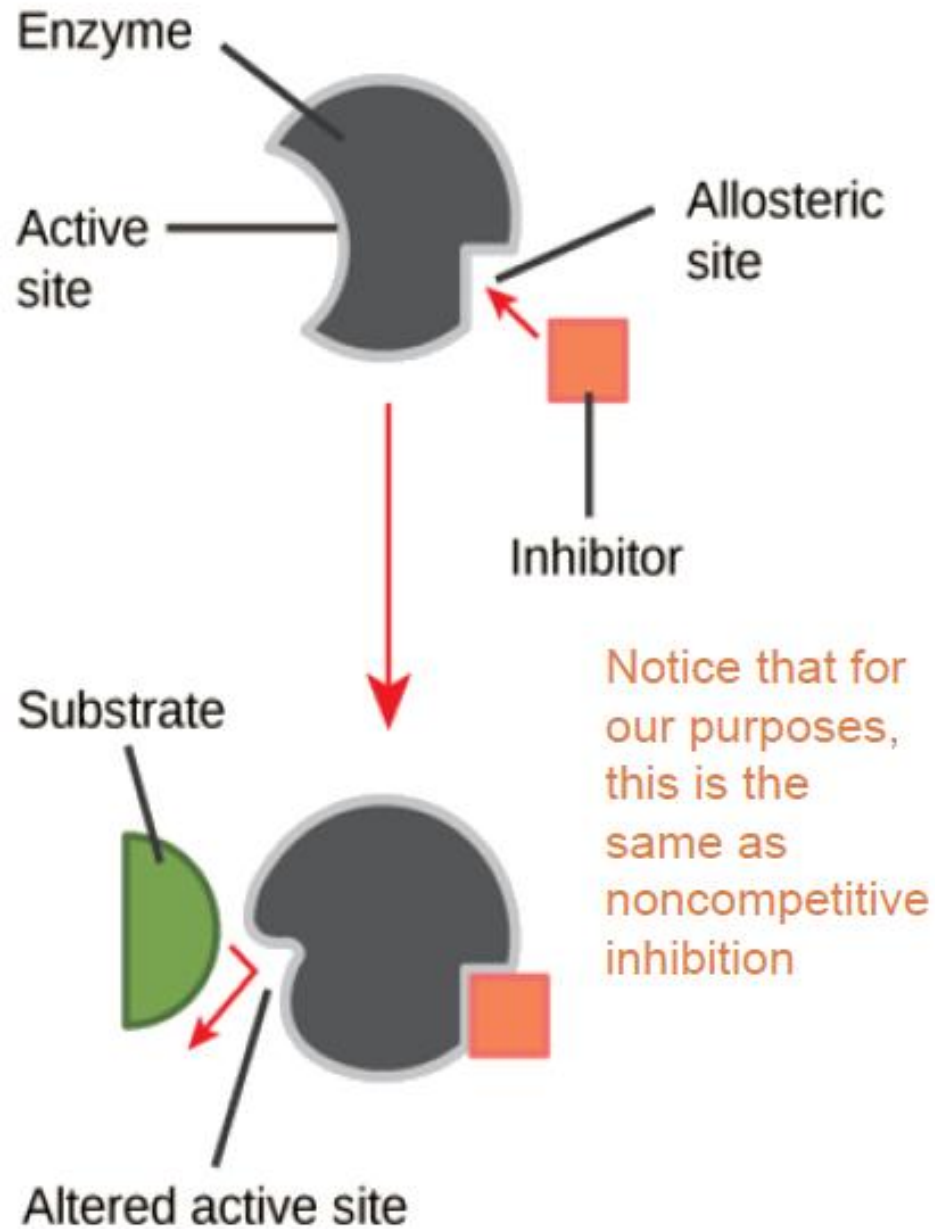 Enzyme
Active
site
Allosteric
site
Inhibitor
Notice that for
our purposes,
this is the
same as
noncompetitive
inhibition
Substrate
Altered active site